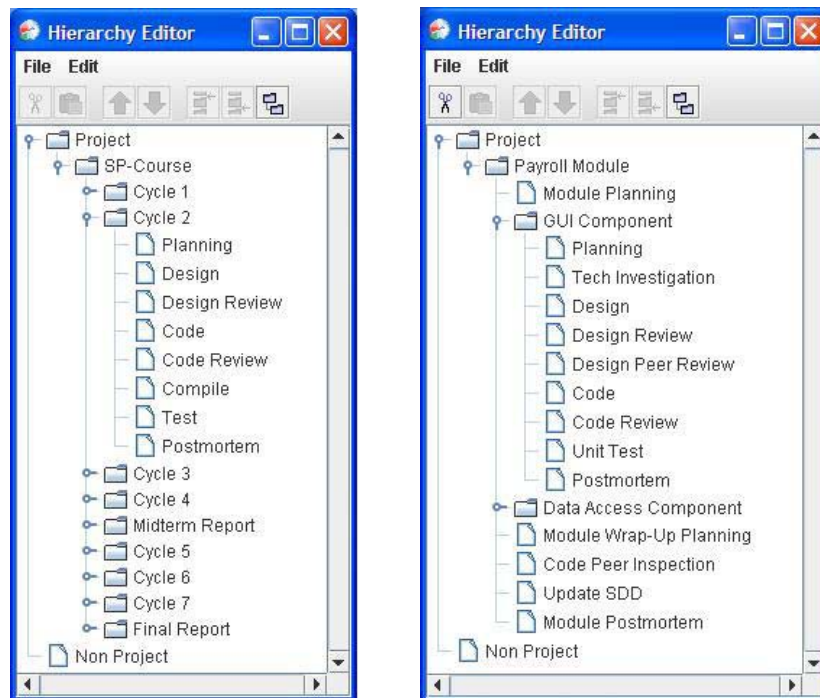 Hierarchy Editor
File Edit
Project
SP-Course
Cycle 1
Cycle 2
Planning
Design
Design Review
Code
Code Review
Compile
Test
Postmortem
Cycle 3
Cycle 4
Midterm Report
Cycle 5
Cycle 6
Cycle 7
Final Report
Non Project
Hierarchy Editor
File Edit
Project
Payroll Module
Module Planning
GUI Component
Planning
Tech Investigation
Design
Design Review
Design Peer Review
Code
Code Review
Unit Test
Postmortem
Data Access Component
Module Wrap-Up Planning
Code Peer Inspection
Update SDD
Module Postmortem
Non Project